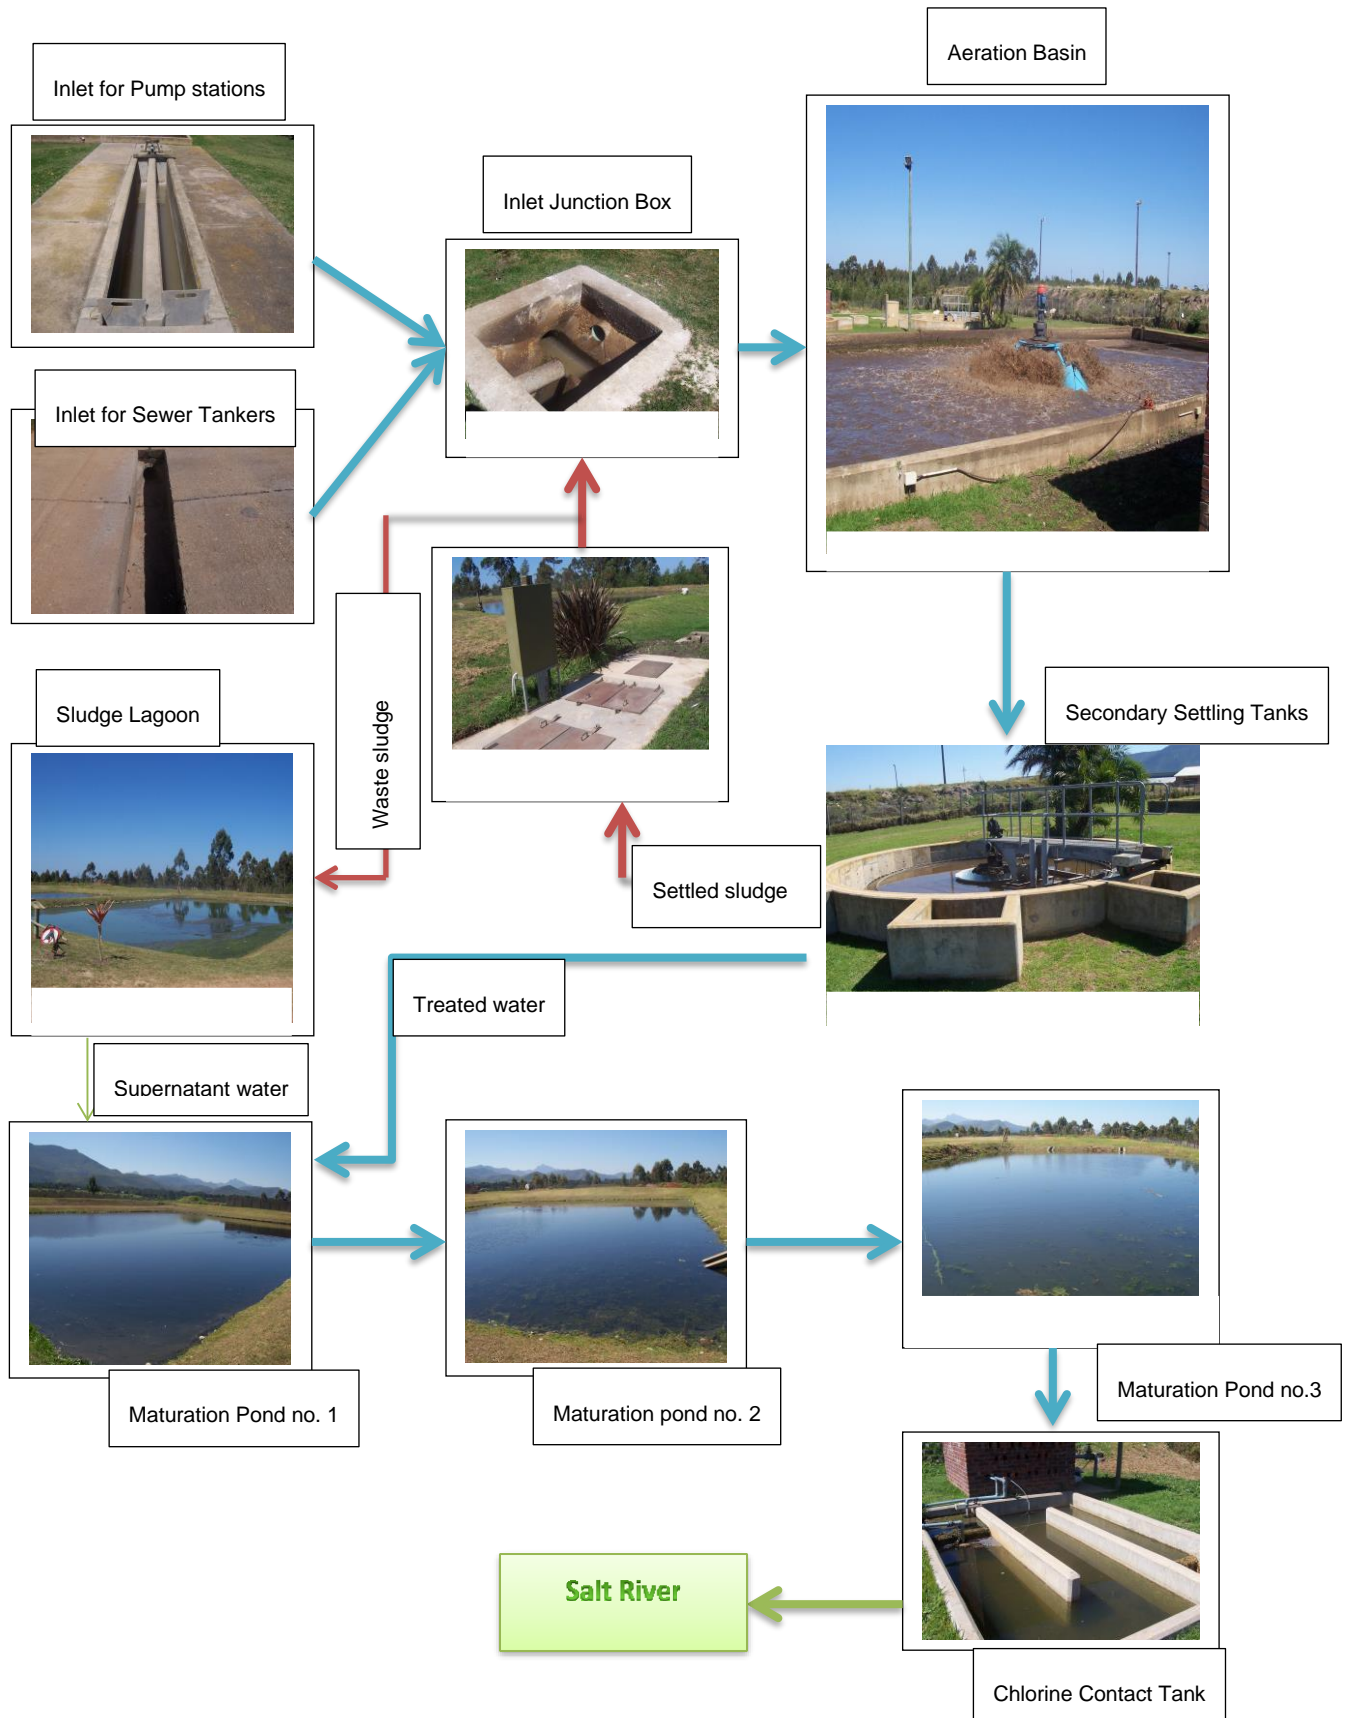 Inlet for Pump stations
Aeration Basin
Inlet Junction Box
Inlet for Sewer Tankers
Waste sludge
Sludge Lagoon
Secondary Settling Tanks
Settled sludge
Treated water
Supernatant water
Maturation Pond no. 1
Maturation pond no. 2
Maturation Pond no.3
Salt River
Chlorine Contact Tank